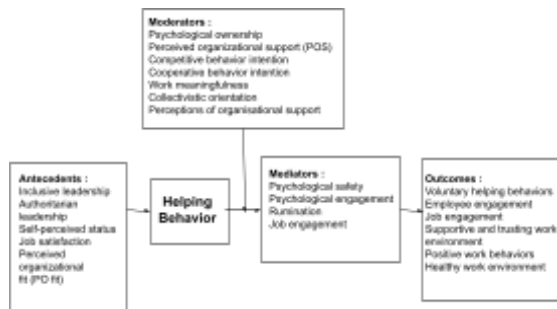 Moderators :
Psychological ownership
Perceived organizational support (POS)
Competitive behavior intention
Cooperative behavior intention
Work meaningfulness
Collectivistic orientation
Perceptions of organisational support
Antecedents :
Inclusive leadership
Authoritarian
leadership
Self-perceived status
Job satisfaction
Perceived
organizational
fit (PO fit)
Helping
Behavior
Mediators :
Psychological safety
Psychological engagement
Rumination
Job engagement
Outcomes :
Voluntary helping behaviors
Employee engagement
Job engagement
Supportive and trusting work
environment
Positive work behaviors
Healthy work environment